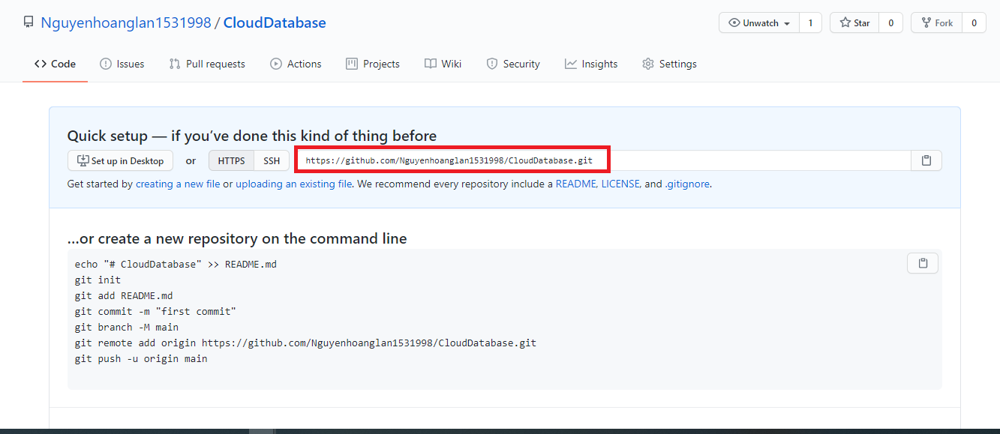 Nguyenhoanglan1531998 / CloudDatabase
Unwatch 1 Star 0 Fork 0
Code Issues Pull requests Actions Projects Wiki Security Insights Settings
Quick setup — if you’ve done this kind of thing before
Set up in Desktop or HTTPS SSH https://github.com/Nguyenhoanglan1531998/CloudDatabase.git
Get started by creating a new file or uploading an existing file. We recommend every repository include a README, LICENSE, and .gitignore.
…or create a new repository on the command line
echo "# CloudDatabase" >> README.md
git init
git add README.md
git commit -m "first commit"
git branch -M main
git remote add origin https://github.com/Nguyenhoanglan1531998/CloudDatabase.git
git push -u origin main